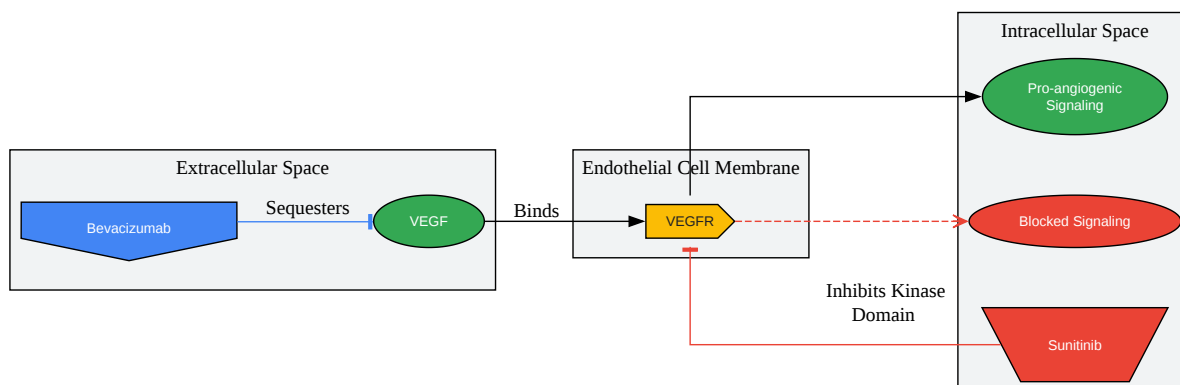 Extracellular Space
Bevacizumab
Sequesters
VEGF
Binds
Endothelial Cell Membrane
VEGFR
Intracellular Space
Pro-angiogenic
Signaling
Blocked Signaling
Inhibits Kinase
Domain
Sunitinib